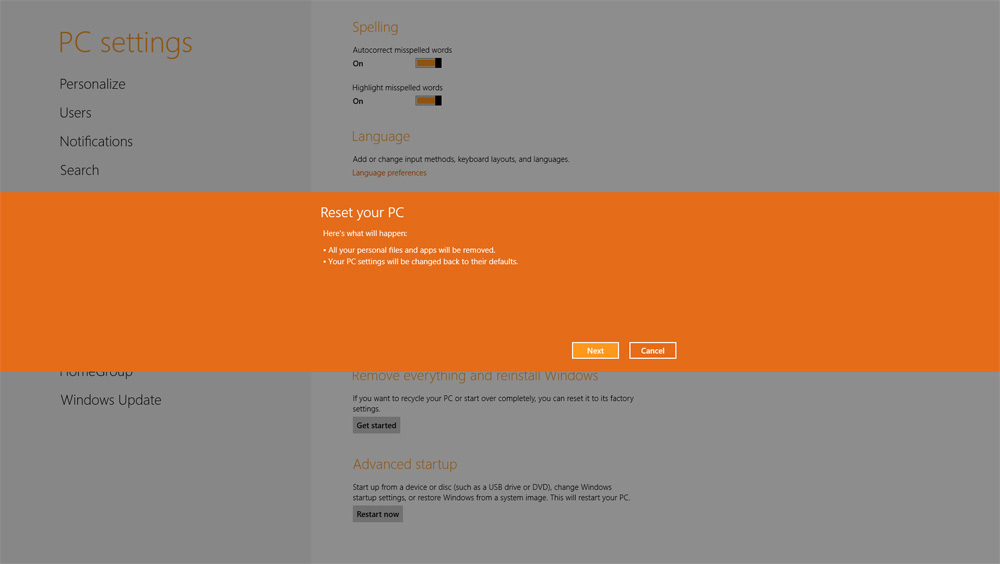 PC settings
Personalize
Users
Notifications
Search
HomeGroup
Windows Update
Spelling
Autocorrect misspelled words
On
Highlight misspelled words
On
Language
Add or change input methods, keyboard layouts, and languages.
Language preferences
Reset your PC
Here's what will happen:
• All your personal files and apps will be removed.
• Your PC settings will be changed back to their defaults.
Next
Cancel
Remove everything and reinstall Windows
If you want to recycle your PC or start over completely, you can reset it to its factory
settings.
Get started
Advanced startup
Start up from a device or disc (such as a USB drive or DVD), change Windows
startup settings, or restore Windows from a system image. This will restart your PC.
Restart now